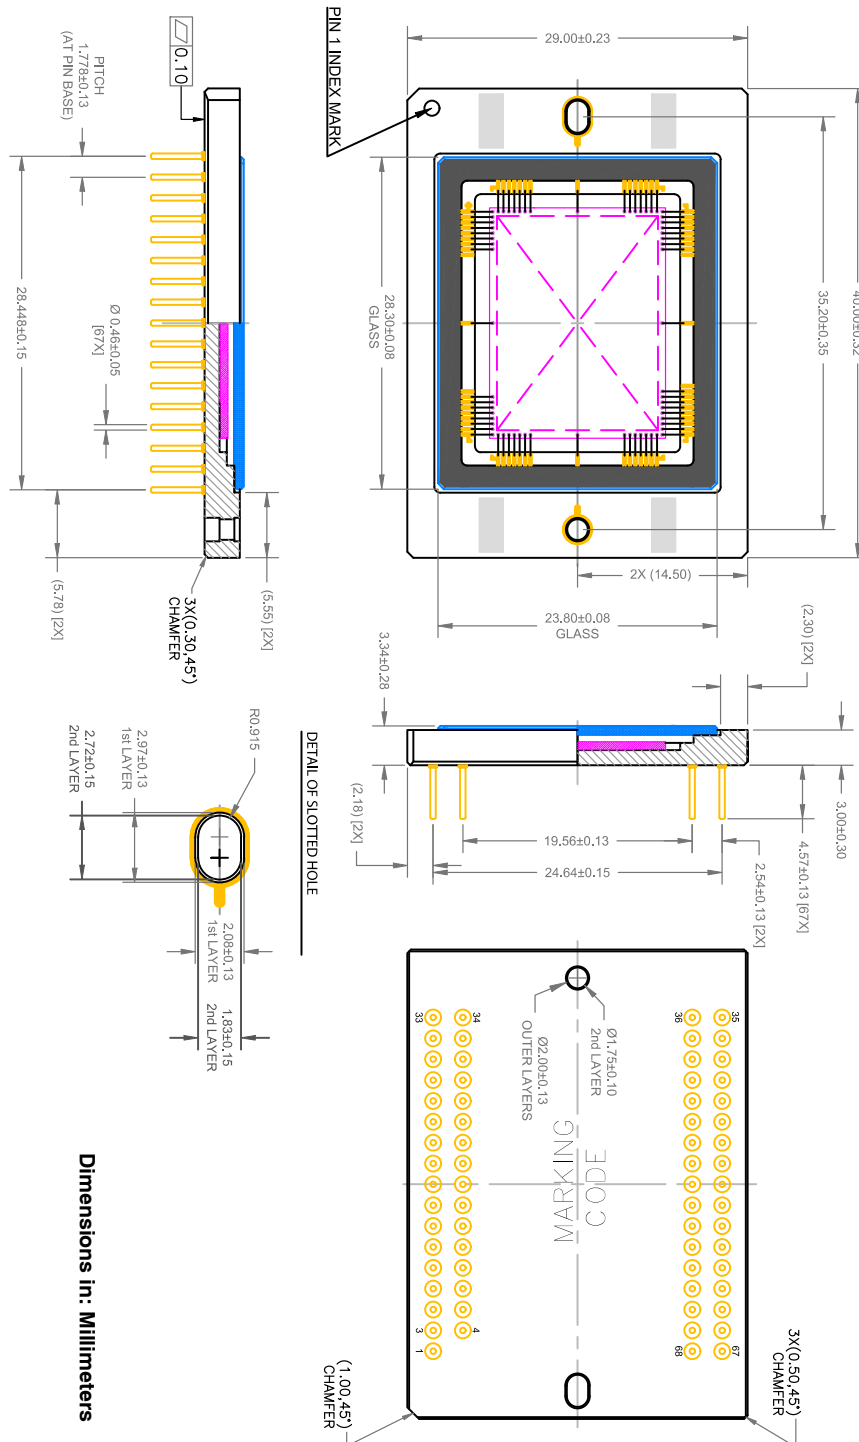 PIN 1 INDEX MARK
29.00±0.23
40.00±0.32
35.20±0.35
28.30±0.08
GLASS
2X (14.50)
23.80±0.08
GLASS
0.10
PITCH
1.778±0.13
(AT PIN BASE)
28.448±0.15
Ø 0.46±0.05
[67X]
(5.78) [2X]
(5.55) [2X]
3X(0.30,45°)
CHAMFER
3.34±0.28
(2.30) [2X]
3.00±0.30
4.57±0.13 [67X]
2.54±0.13 [2X]
19.56±0.13
24.64±0.15
(2.18) [2X]
DETAIL OF SLOTTED HOLE
R0.915
2.97±0.13
1st LAYER
2.72±0.15
2nd LAYER
2.08±0.13
1st LAYER
1.83±0.15
2nd LAYER
33
34
36
35
Ø1.75±0.10
2nd LAYER
Ø2.00±0.13
OUTER LAYERS
MARKING
CODE
3
1
4
68
67
3X(0.50,45°)
CHAMFER
(1.00,45°)
CHAMFER
Dimensions in: Millimeters